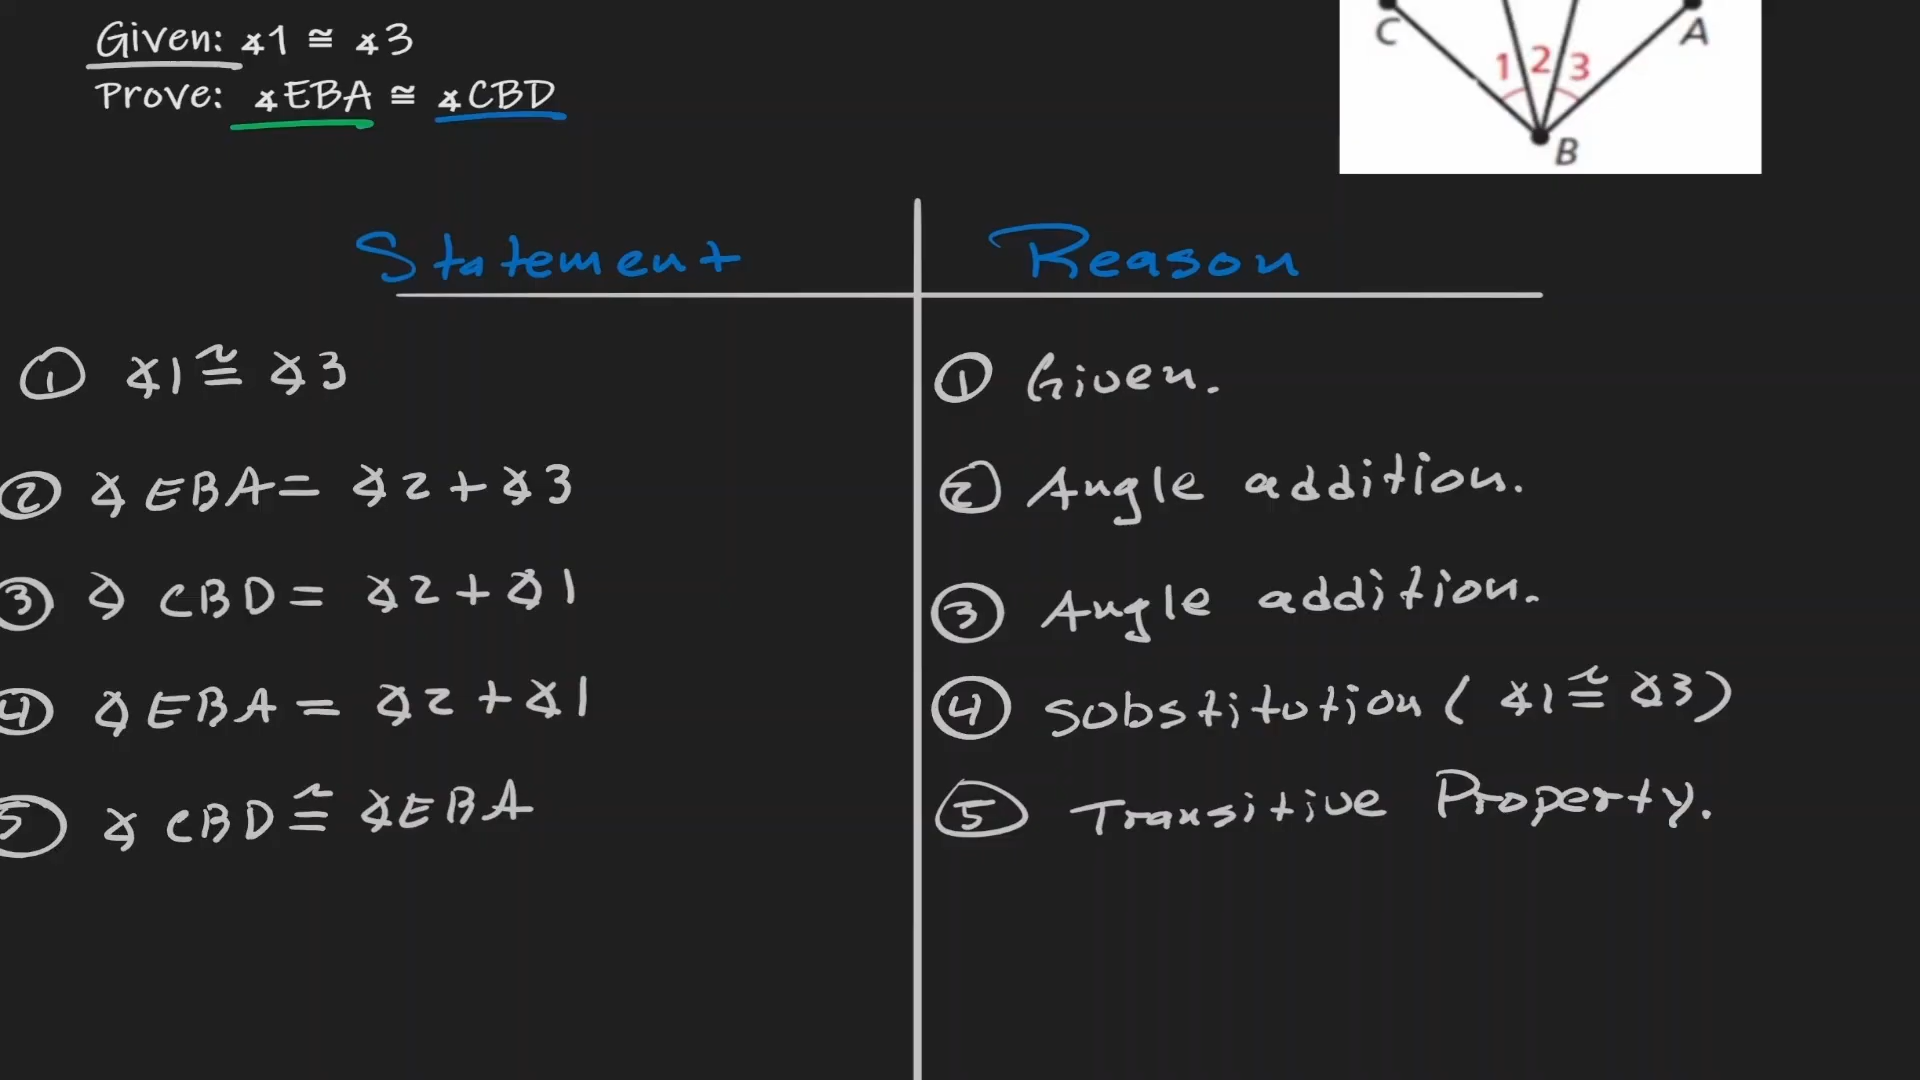 Given: ∡1 ≅ ∡3
Prove: ∡EBA ≅ ∡CBD
C
A
1 2 3
B
Statement
Reason
① ∡1 ≅ ∡3
① Given.
② ∡EBA = ∡2 + ∡3
② Angle addition.
③ ∡CBD = ∡2 + ∡1
③ Angle addition.
④ ∡EBA = ∡2 + ∡1
④ Sobstitotion (∡1 ≅ ∡3)
⑤ ∡CBD ≅ ∡EBA
⑤ Transitive Property.